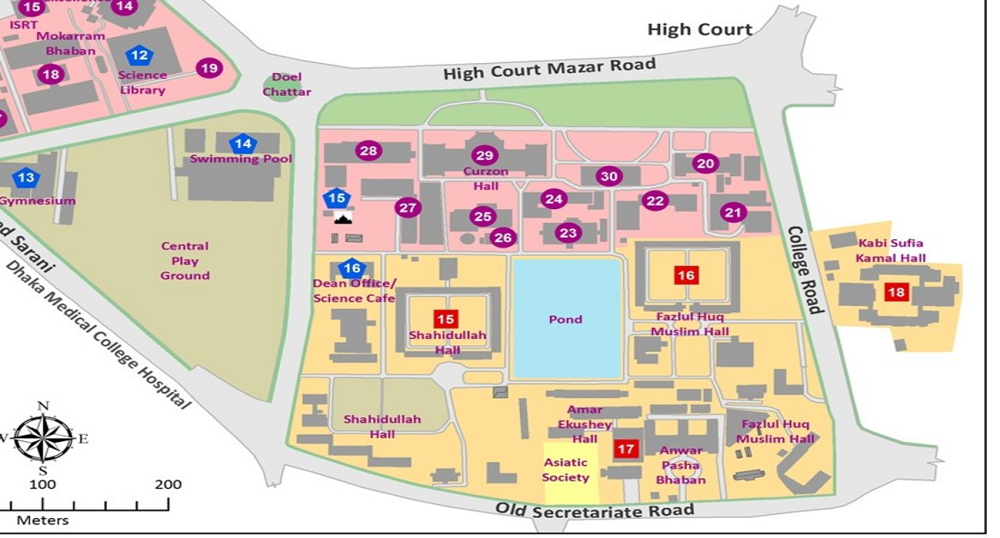 15
14
ISRT
Mokarram
Bhaban
12
18
Science
Library
19
Doel
Chattar
High Court
High Court Mazar Road
14
Swimming Pool
13
Gymnesium
28
29
Curzon
Hall
30
20
15
27
24
22
25
21
26
23
Central
Play
Ground
16
Dean Office/
Science Cafe
15
Shahidullah
Hall
Pond
16
Fazlul Huq
Muslim Hall
College Road
Kabi Sufia
Kamal Hall
18
Sarani
Dhaka Medical College Hospital
Shahidullah
Hall
Amar
Ekushey
Hall
17
Asiatic
Society
Anwar
Pasha
Bhaban
Fazlul Huq
Muslim Hall
Old Secretariate Road
N
W
E
S
100
200
Meters